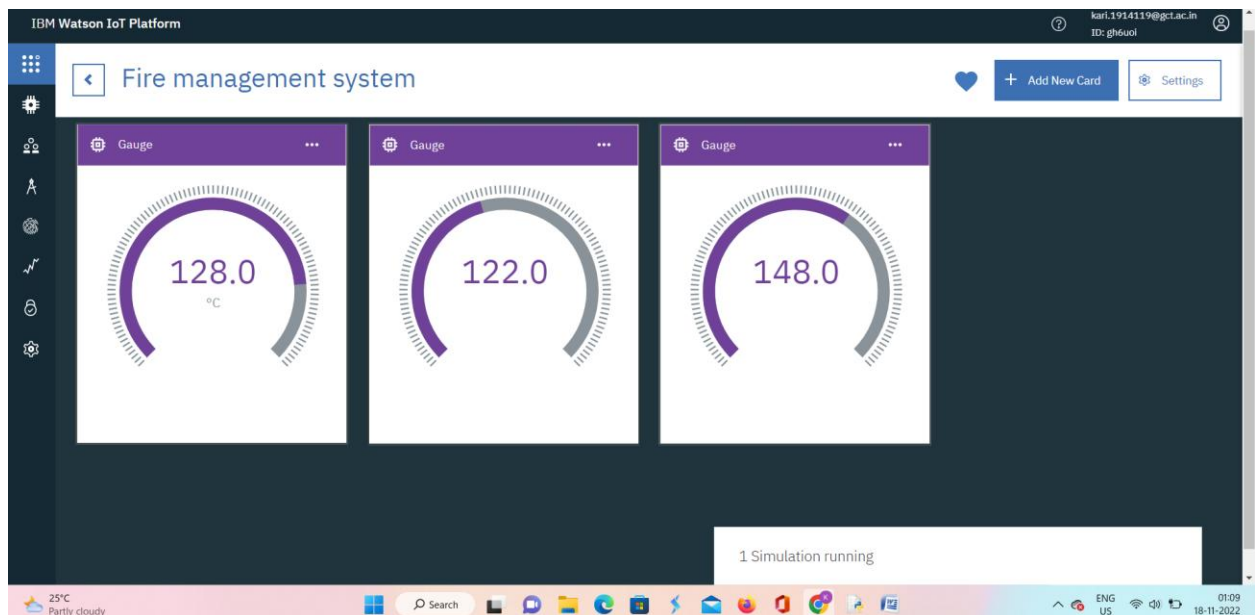 IBM Watson IoT Platform
kari.1914119@gct.ac.in
ID: gh6uoi
Fire management system
+ Add New Card
Settings
Gauge
Gauge
Gauge
128.0
°C
122.0
148.0
1 Simulation running
25°C
Partly cloudy
Search
ENG
US
01:09
18-11-2022